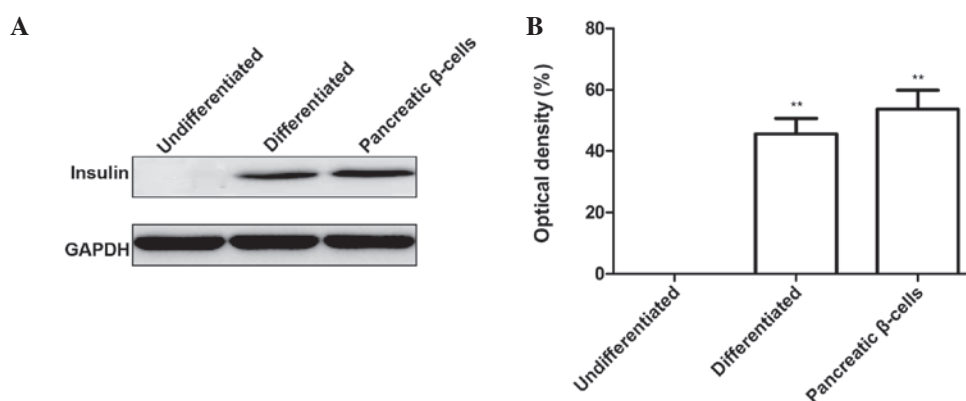 A
Undifferentiated
Differentiated
Pancreatic β-cells
Insulin
GAPDH
B
Optical density (%)
80
60
40
20
0
**
**
Undifferentiated
Differentiated
Pancreatic β-cells